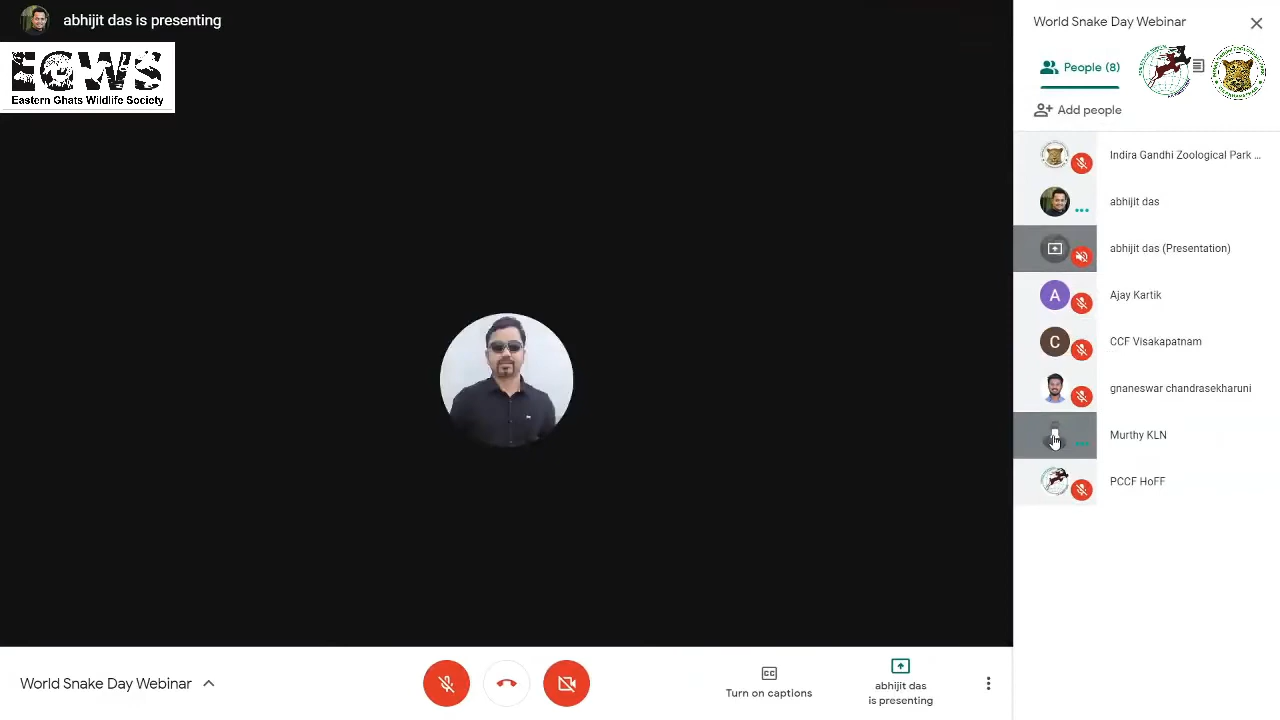 abhijit das is presenting
EGWS
Eastern Ghats Wildlife Society
World Snake Day Webinar
People (8)
Add people
Indira Gandhi Zoological Park ...
abhijit das
abhijit das (Presentation)
A
Ajay Kartik
C
CCF Visakapatnam
gnaneswar chandrasekharuni
Murthy KLN
PCCF HoFF
World Snake Day Webinar
CC
Turn on captions
abhijit das
is presenting